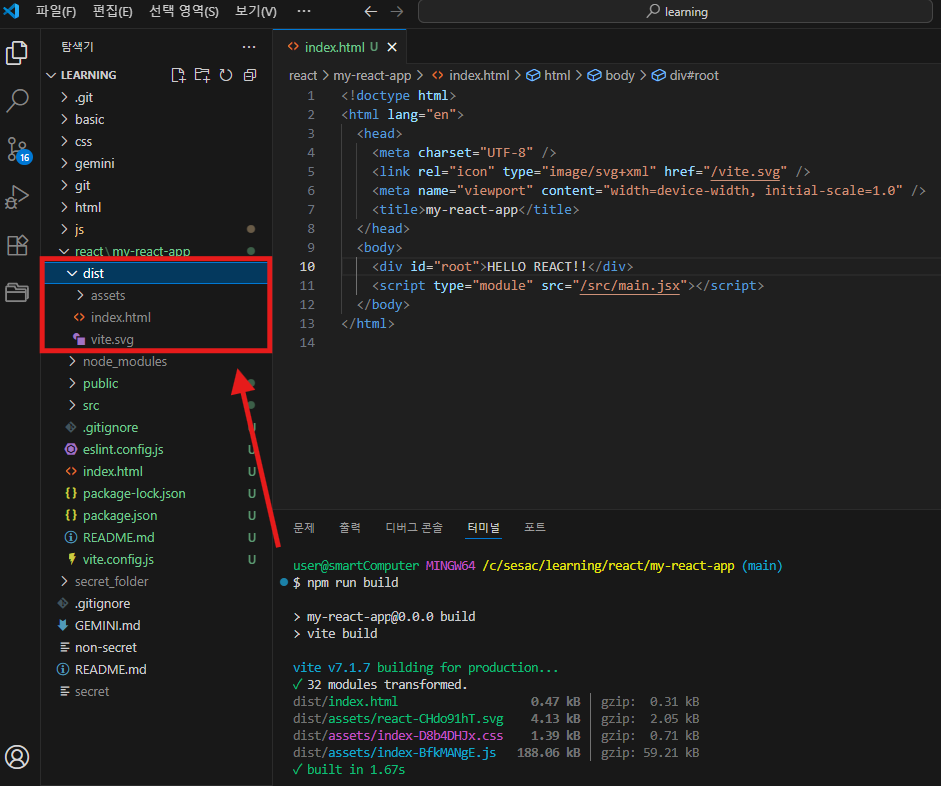 파일(F) 편집(E) 선택 영역(S) 보기(V) ··· learning
탐색기 ···
LEARNING
.git
basic
css
gemini
git
html
js
react \ my-react-app
dist
assets
index.html
vite.svg
node_modules
public
src
.gitignore U
eslint.config.js U
index.html U
package-lock.json U
package.json U
README.md U
vite.config.js U
secret_folder
.gitignore
GEMINI.md
non-secret
README.md
secret
16
index.html U
react > my-react-app > index.html > html > body > div#root
1 <!doctype html>
2 <html lang="en">
3 <head>
4 <meta charset="UTF-8" />
5 <link rel="icon" type="image/svg+xml" href="/vite.svg" />
6 <meta name="viewport" content="width=device-width, initial-scale=1.0" />
7 <title>my-react-app</title>
8 </head>
9 <body>
10 <div id="root">HELLO REACT!!</div>
11 <script type="module" src="/src/main.jsx"></script>
12 </body>
13 </html>
14
문제 출력 디버그 콘솔 터미널 포트
user@smartComputer MINGW64 /c/sesac/learning/react/my-react-app (main)
$ npm run build
> my-react-app@0.0.0 build
> vite build
vite v7.1.7 building for production...
✓ 32 modules transformed.
dist/index.html 0.47 kB │ gzip: 0.31 kB
dist/assets/react-CHdo91hT.svg 4.13 kB │ gzip: 2.05 kB
dist/assets/index-D8b4DHJx.css 1.39 kB │ gzip: 0.71 kB
dist/assets/index-BfkMANgE.js 188.06 kB │ gzip: 59.21 kB
✓ built in 1.67s